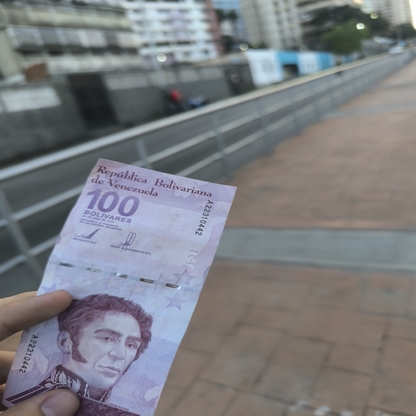 República Bolivariana
de Venezuela
100
BOLÍVARES
A22310442
A22310442